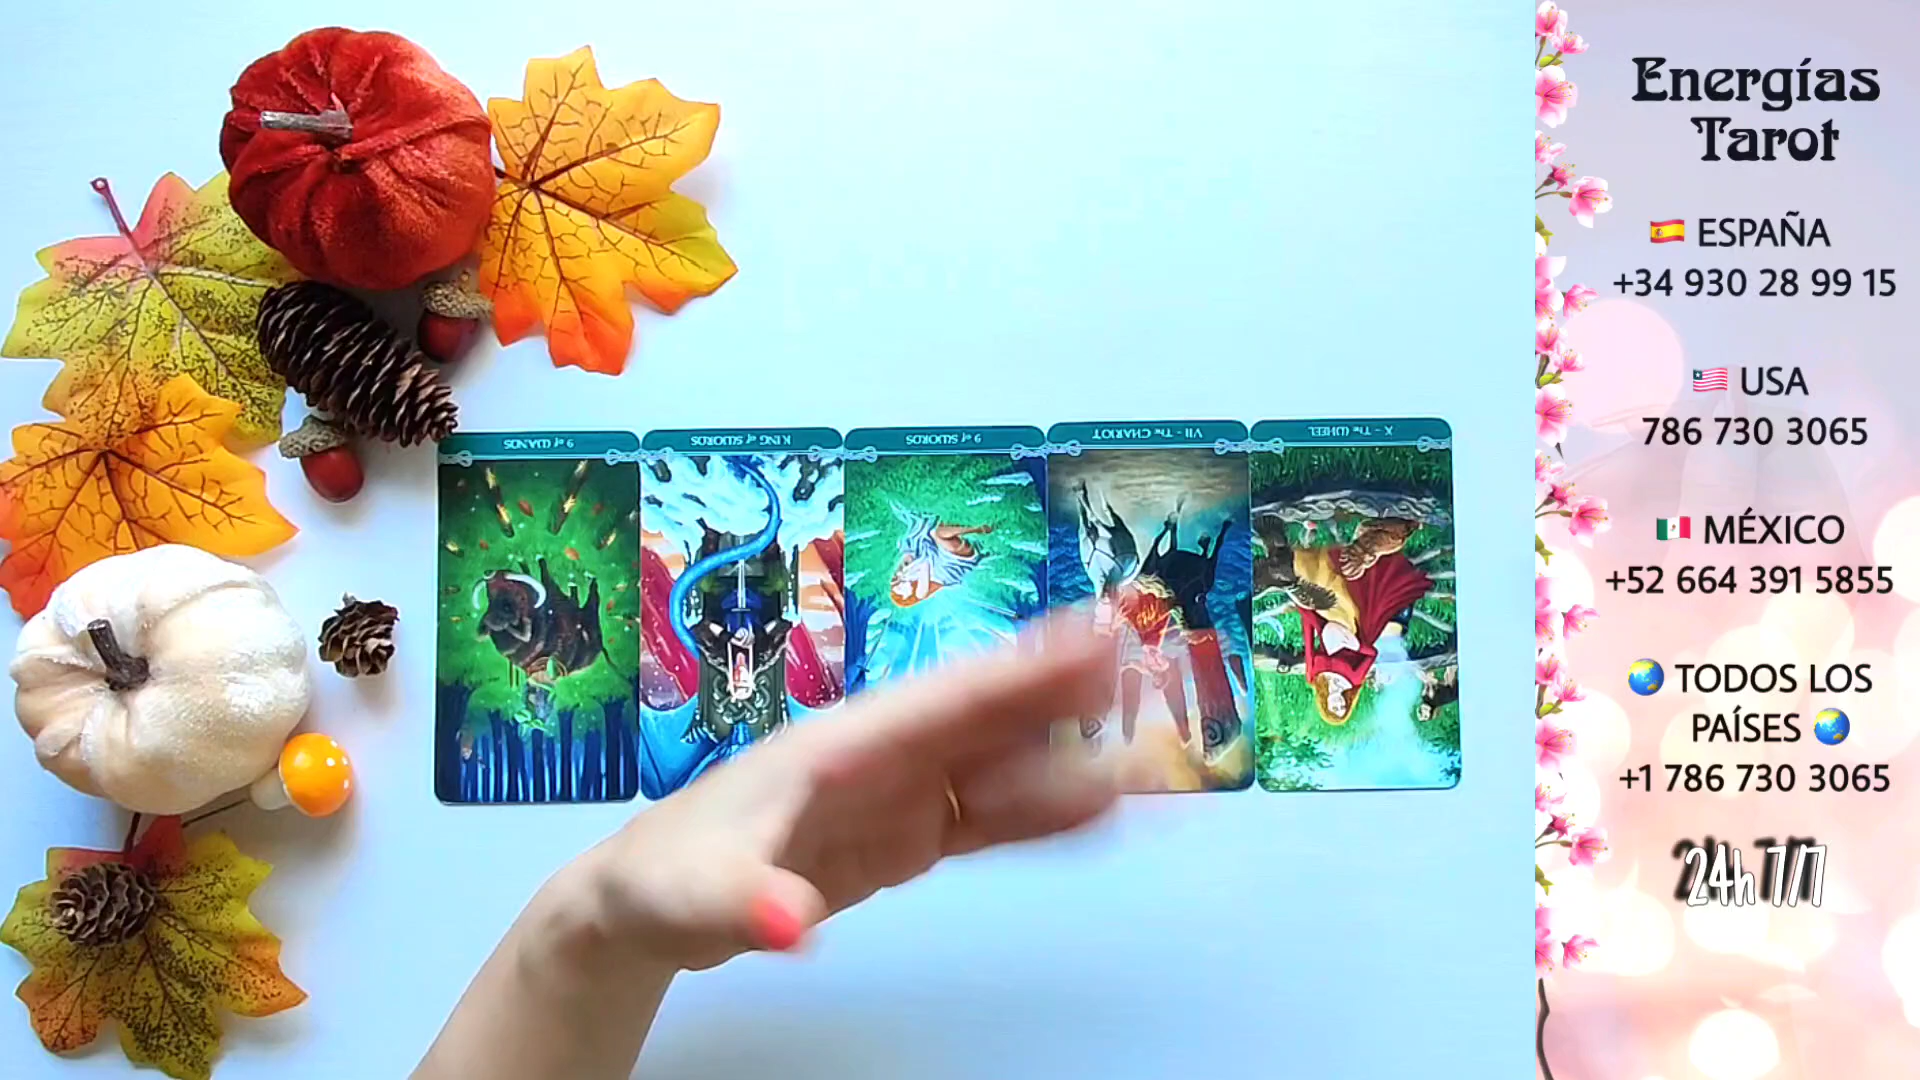 9 of WANDS
KING of SWORDS
9 of SWORDS
VII - The CHARIOT
X - The WHEEL
Energías
Tarot
🇪🇸 ESPAÑA
+34 930 28 99 15
🇱🇷 USA
786 730 3065
🇲🇽 MÉXICO
+52 664 391 5855
🌏 TODOS LOS
PAÍSES 🌏
+1 786 730 3065
24h 7/7